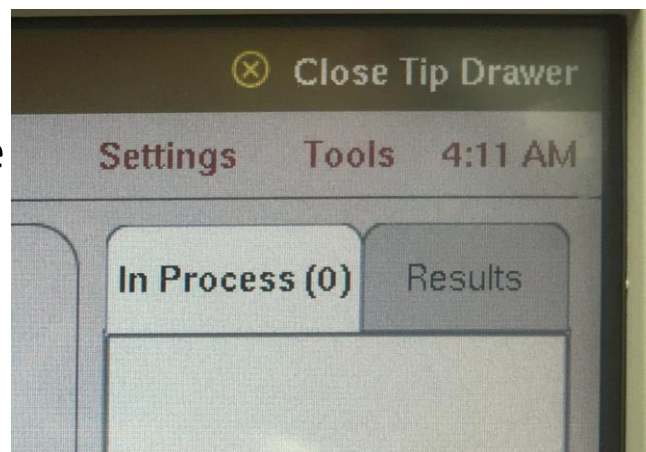 Close Tip Drawer
e Settings Tools 4:11 AM
In Process (0) Results